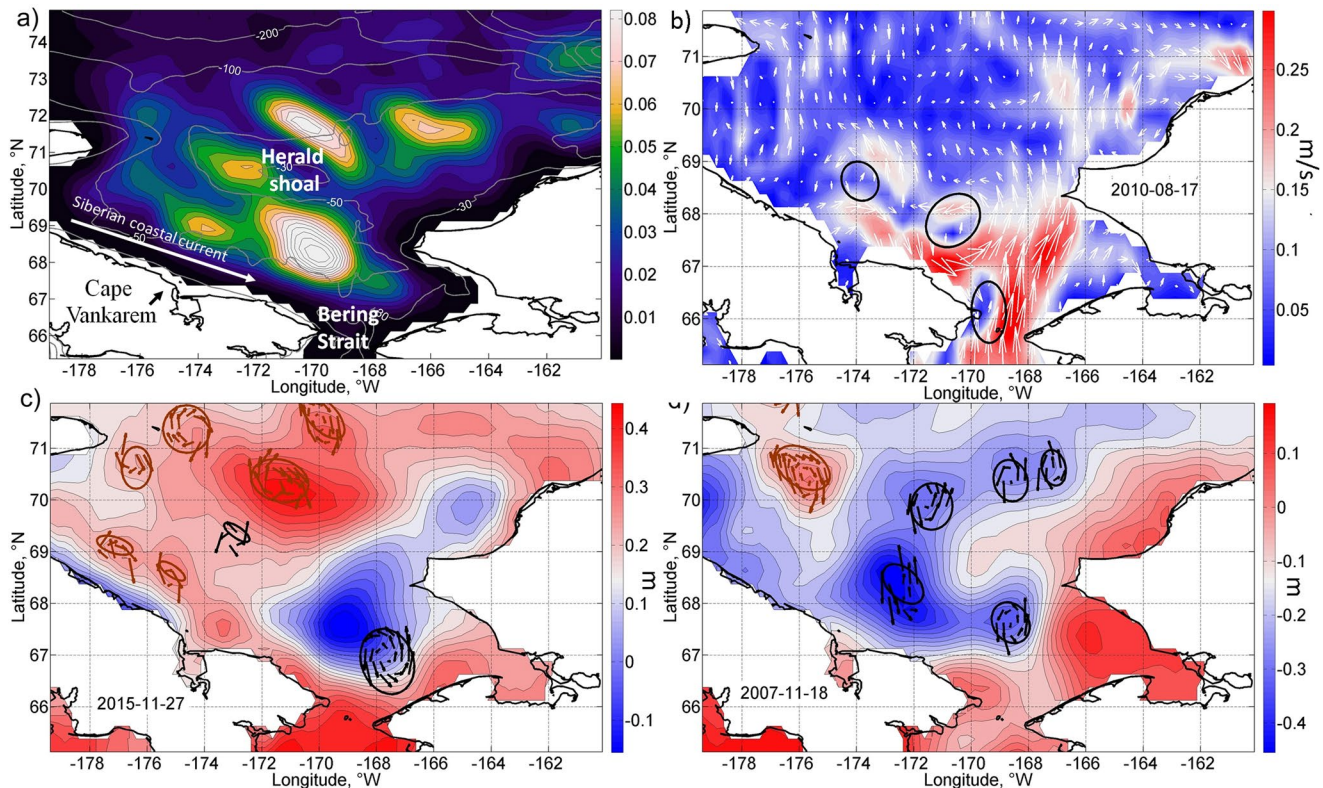 a)
74
73
72
71
70
69
68
67
66
Latitude, °N
-200
-100
-30
-50
-30
-50
-30
Herald
shoal
Siberian coastal current
Cape
Vankarem
Bering
Strait
-178 -176 -174 -172 -170 -168 -166 -164 -162
Longitude, °W
0.08
0.07
0.06
0.05
0.04
0.03
0.02
0.01
b)
71
70
69
68
67
66
Latitude, °N
2010-08-17
-178 -176 -174 -172 -170 -168 -166 -164 -162
Longitude, °W
0.25
0.2
0.15
0.1
0.05
m/s
c)
71
70
69
68
67
66
Latitude, °N
2015-11-27
-178 -176 -174 -172 -170 -168 -166 -164 -162
Longitude, °W
0.4
0.3
0.2
0.1
0
-0.1
m
d)
71
70
69
68
67
66
Latitude, °N
2007-11-18
-178 -176 -174 -172 -170 -168 -166 -164 -162
Longitude, °W
0.1
0
-0.1
-0.2
-0.3
-0.4
m